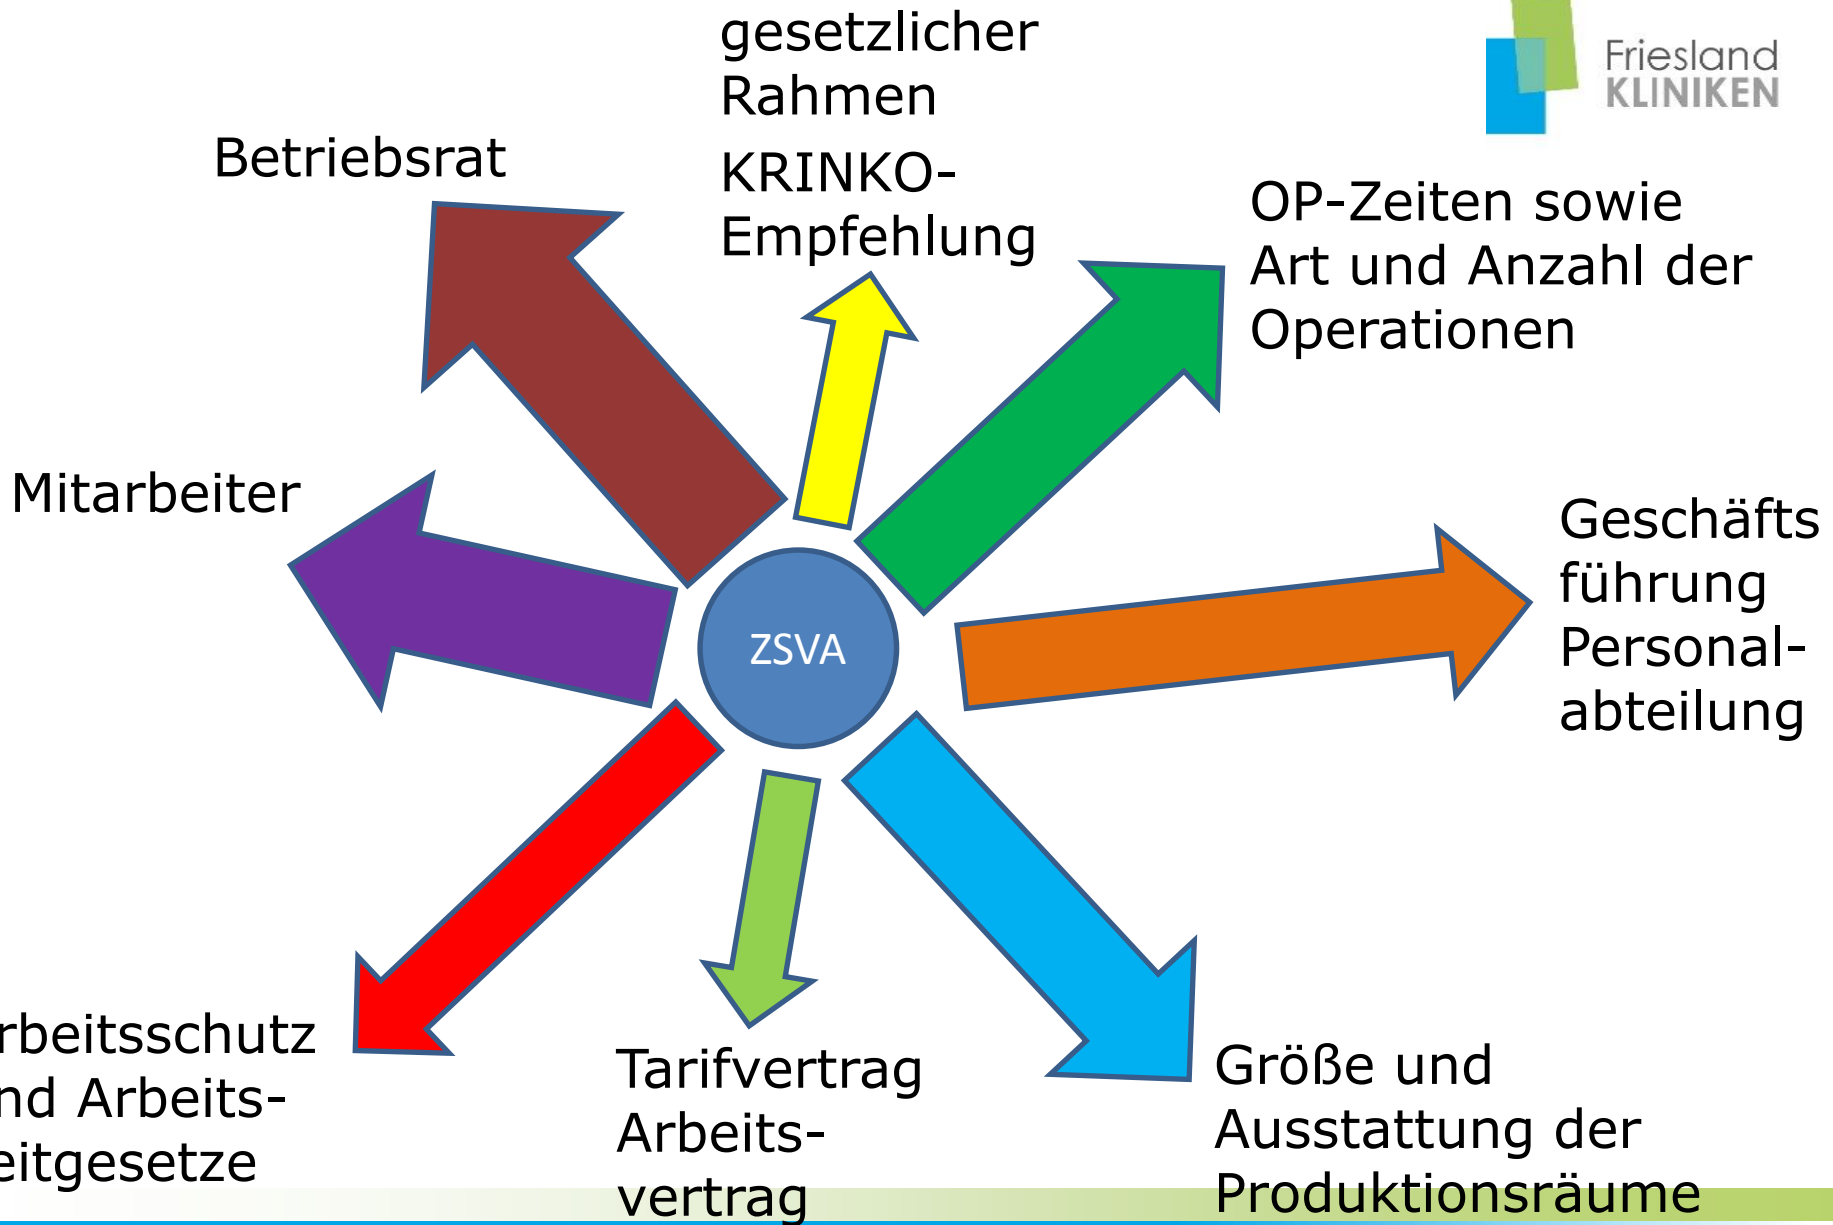 gesetzlicher
Rahmen
KRINKO-
Empfehlung
Friesland
KLINIKEN
Betriebsrat
OP-Zeiten sowie
Art und Anzahl der
Operationen
Mitarbeiter
Geschäfts
führung
Personal-
abteilung
ZSVA
rbeitsschutz
nd Arbeits-
eitgesetze
Tarifvertrag
Arbeits-
vertrag
Größe und
Ausstattung der
Produktionsräume